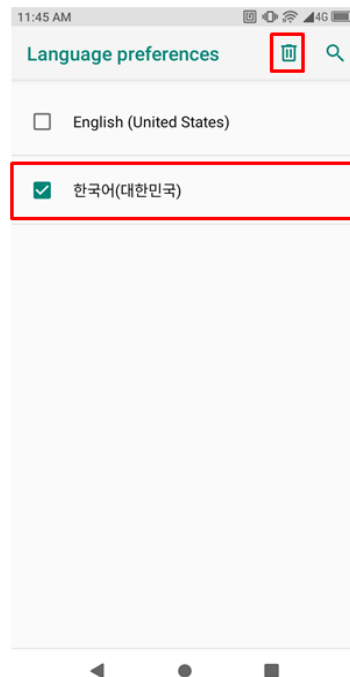 11:45 AM 4G
Language preferences
English (United States)
한국어(대한민국)